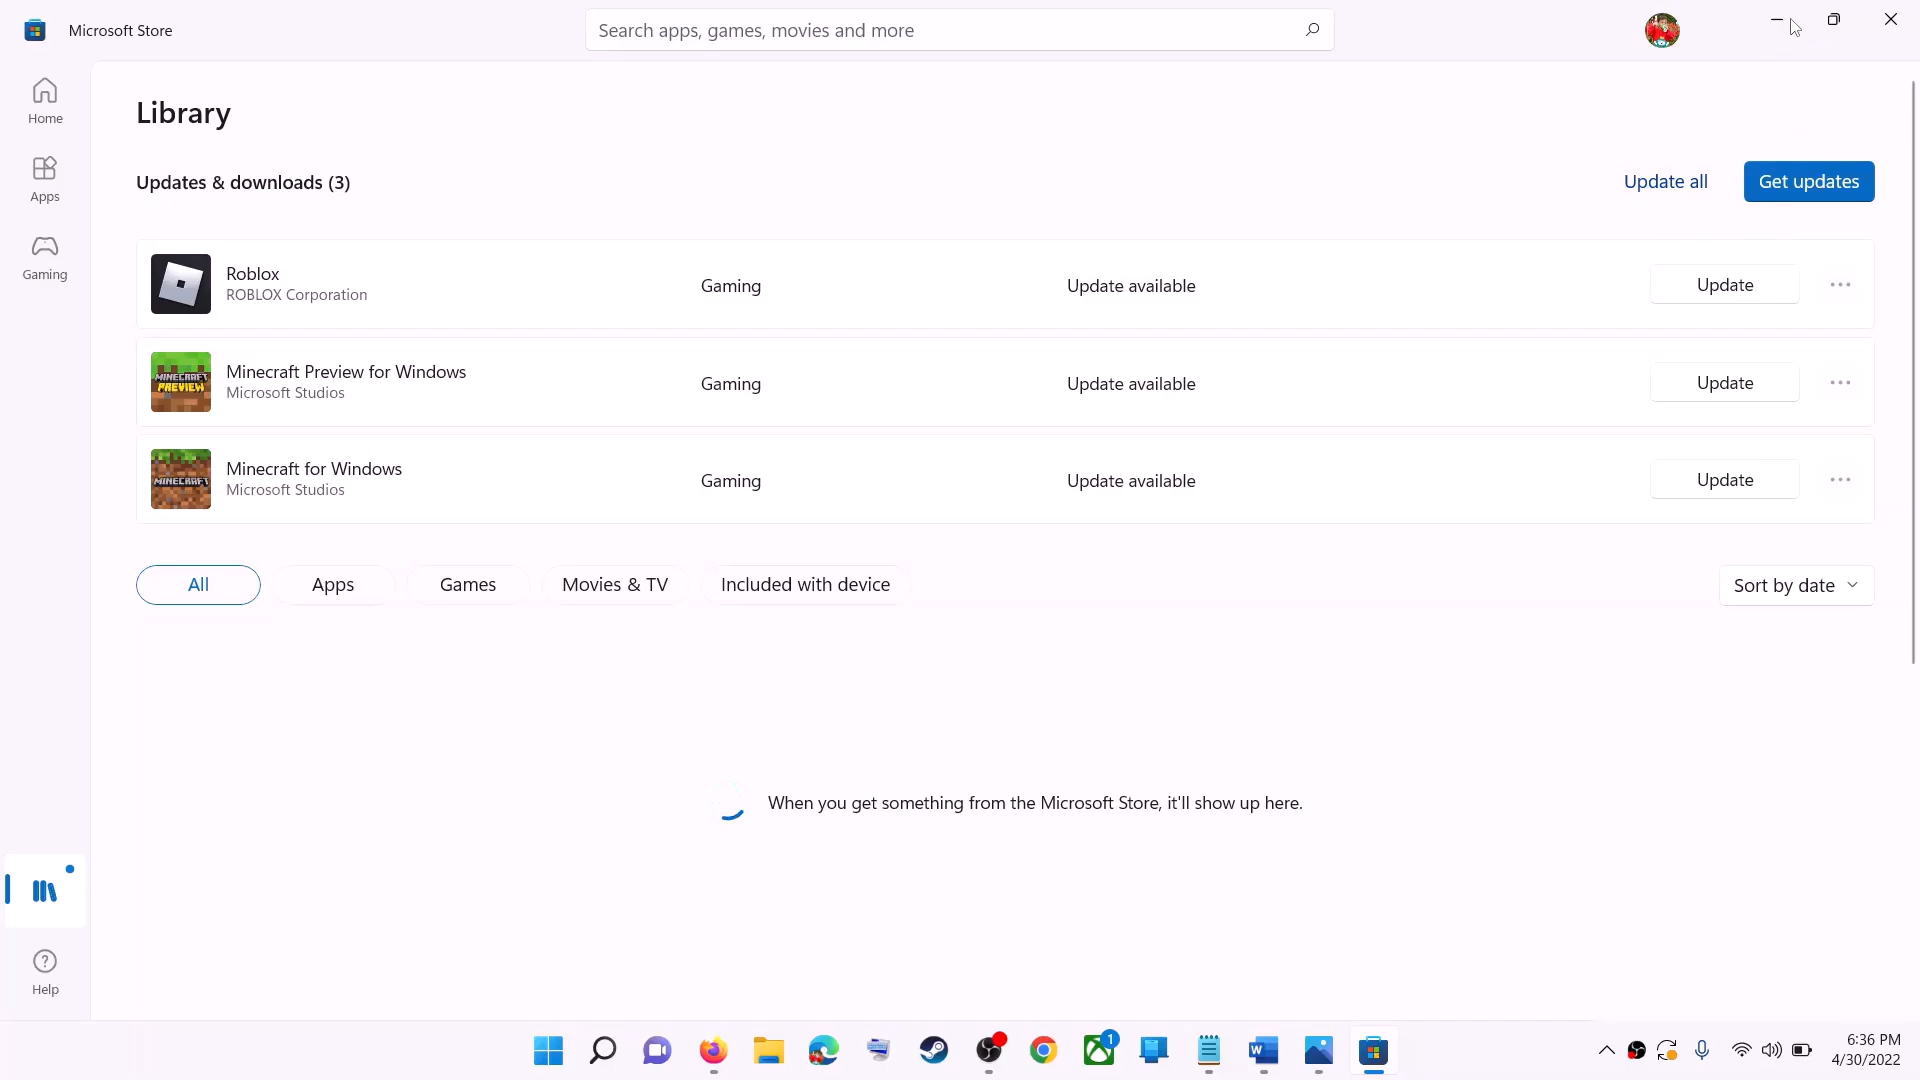 Microsoft Store
Search apps, games, movies and more
Home
Apps
Gaming
Library
Updates & downloads (3)
Update all
Get updates
Roblox
ROBLOX Corporation
Gaming
Update available
Update
MINECRAFT
PREVIEW
Minecraft Preview for Windows
Microsoft Studios
Gaming
Update available
Update
MINECRAFT
Minecraft for Windows
Microsoft Studios
Gaming
Update available
Update
All
Apps
Games
Movies & TV
Included with device
Sort by date
When you get something from the Microsoft Store, it'll show up here.
Help
1
W
6:36 PM
4/30/2022